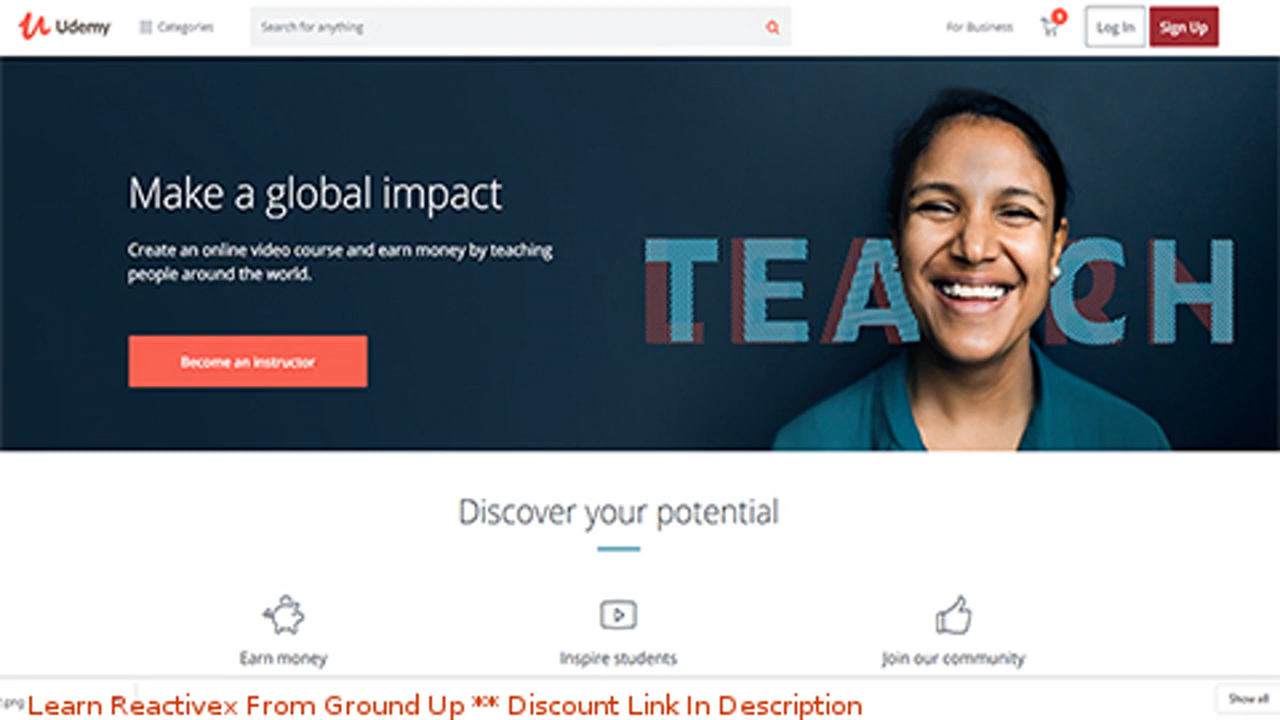 Udemy
Categories
Search for anything
For Business
Log In
Sign Up
Make a global impact
Create an online video course and earn money by teaching
people around the world.
TEACH
Become an instructor
Discover your potential
Earn money
Inspire students
Join our community
.png
Show all
Learn Reactivex From Ground Up ** Discount Link In Description